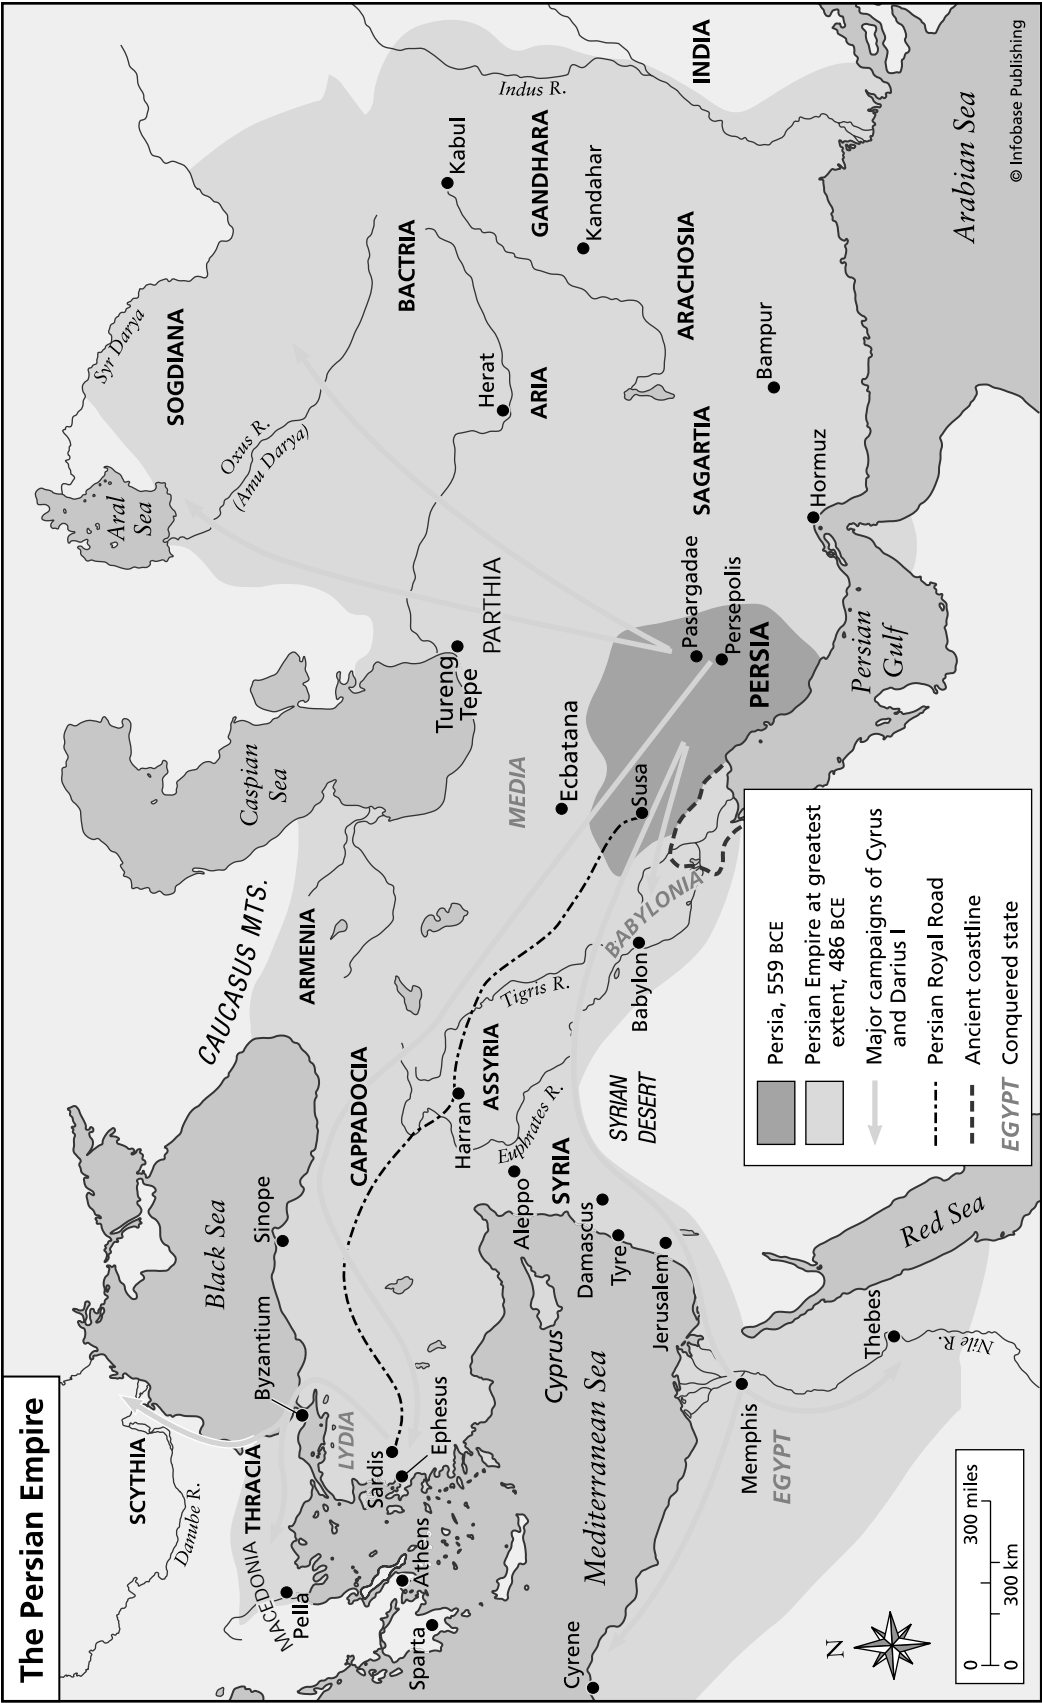 The Persian Empire
SCYTHIA
Danube R.
MACEDONIA
THRACIA
Pella
Byzantium
Black Sea
Sinope
CAUCASUS MTS.
Caspian
Sea
Aral
Sea
Syr Darya
SOGDIANA
Oxus R.
(Amu Darya)
LYDIA
Sardis
Ephesus
Athens
Sparta
CAPPADOCIA
ARMENIA
Harran
ASSYRIA
Tigris R.
Euphrates R.
MEDIA
Ecbatana
Tureng
Tepe
PARTHIA
Herat
ARIA
BACTRIA
Kabul
GANDHARA
Kandahar
Indus R.
INDIA
Cyrene
Mediterranean Sea
Cyprus
Aleppo
SYRIA
Damascus
Tyre
Jerusalem
SYRIAN
DESERT
BABYLONIA
Babylon
Susa
Pasargadae
Persepolis
PERSIA
SAGARTIA
ARACHOSIA
Bampur
Hormuz
Persian
Gulf
Arabian Sea
Memphis
EGYPT
Thebes
Nile R.
Red Sea
Persia, 559 BCE
Persian Empire at greatest
extent, 486 BCE
Major campaigns of Cyrus
and Darius I
Persian Royal Road
Ancient coastline
EGYPT Conquered state
N
0 300 miles
0 300 km
© Infobase Publishing